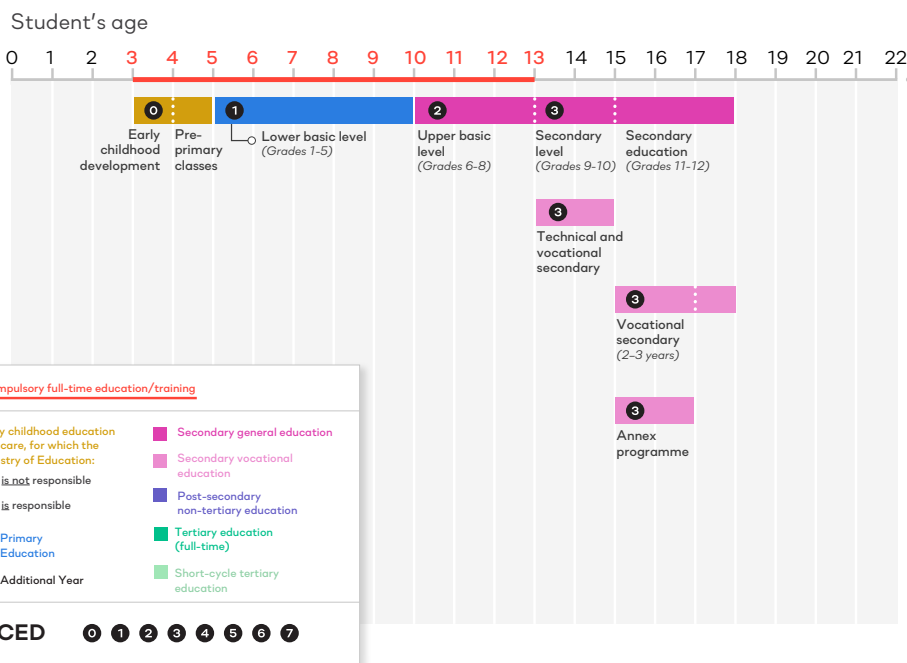 Student's age
0 1 2 3 4 5 6 7 8 9 10 11 12 13 14 15 16 17 18 19 20 21 22
0 1 2 3
Early
childhood
development
Pre-
primary
classes
Lower basic level
(Grades 1-5)
Upper basic
level
(Grades 6-8)
Secondary
level
(Grades 9-10)
Secondary
education
(Grades 11-12)
3
Technical and
vocational
secondary
3
Vocational
secondary
(2–3 years)
3
Annex
programme
mpulsory full-time education/training
y childhood education
care, for which the
stry of Education:
is not responsible
is responsible
Primary
Education
Additional Year
Secondary general education
Secondary vocational
education
Post-secondary
non-tertiary education
Tertiary education
(full-time)
Short-cycle tertiary
education
CED 0 1 2 3 4 5 6 7